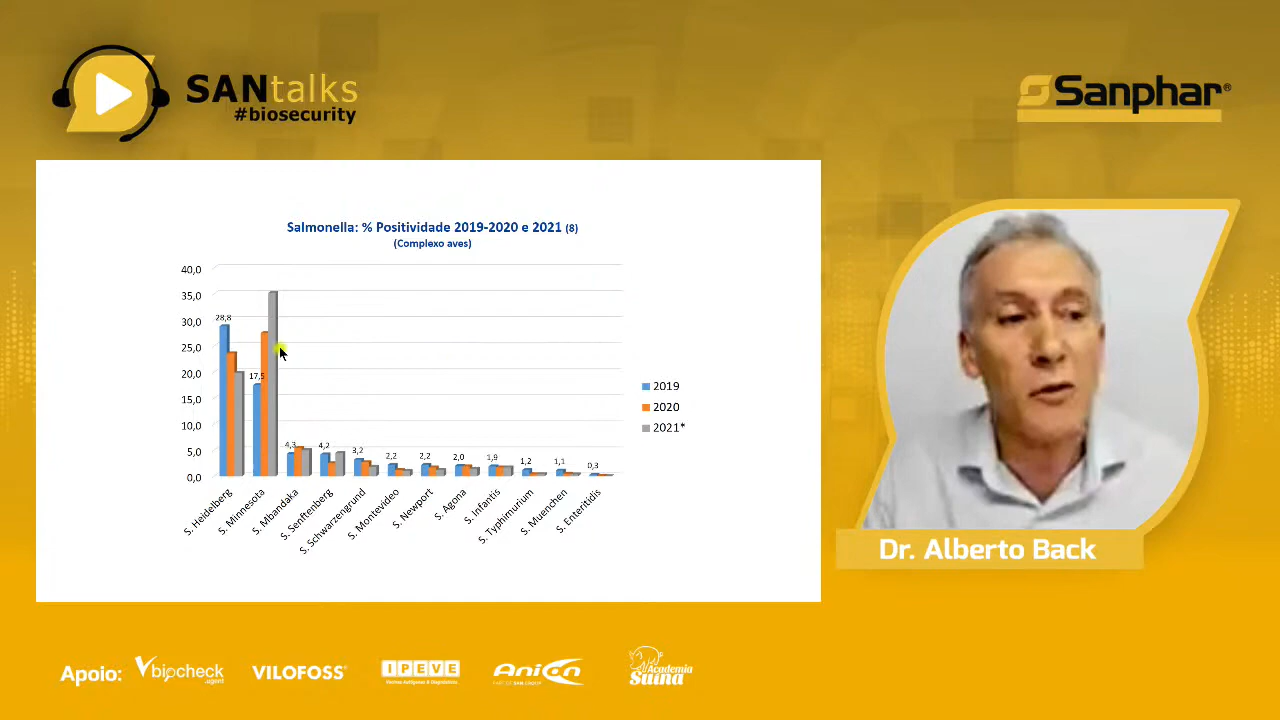 SANtalks
#biosecurity
Sanphar®
Salmonella: % Positividade 2019-2020 e 2021 (8)
(Complexo aves)
40,0
35,0
30,0
25,0
20,0
15,0
10,0
5,0
0,0
28,8
17,5
4,3
4,2
3,2
2,2
2,2
2,0
1,9
1,2
1,1
0,3
S. Heidelberg
S. Minnesota
S. Mbandaka
S. Senftenberg
S. Schwarzengrund
S. Montevideo
S. Newport
S. Agona
S. Infantis
S. Typhimurium
S. Muenchen
S. Enteritidis
2019
2020
2021*
Dr. Alberto Back
Apoio:
biocheck
VILOFOSS®
IPEVE
AniCon
Academia
Suína